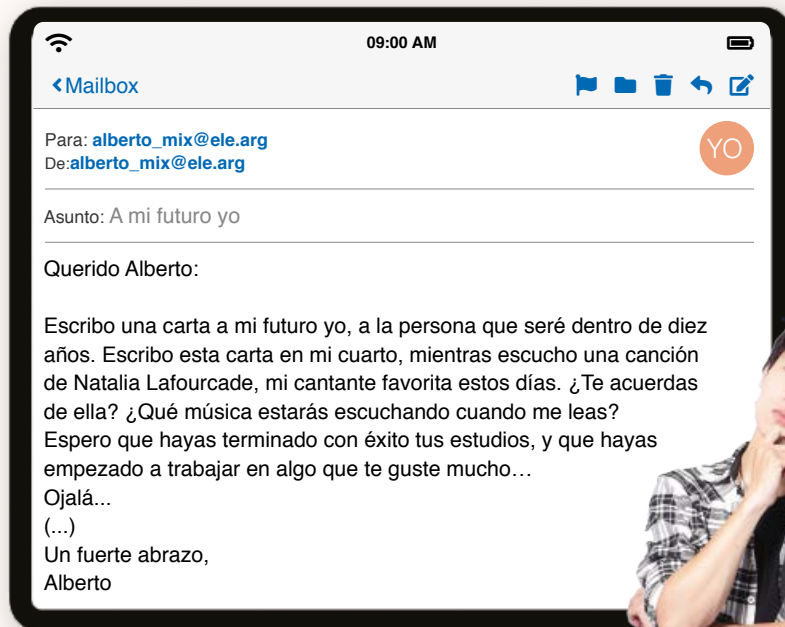 09:00 AM
Mailbox
Para: alberto_mix@ele.arg
De:alberto_mix@ele.arg
YO
Asunto: A mi futuro yo
Querido Alberto:
Escribo una carta a mi futuro yo, a la persona que seré dentro de diez
años. Escribo esta carta en mi cuarto, mientras escucho una canción
de Natalia Lafourcade, mi cantante favorita estos días. ¿Te acuerdas
de ella? ¿Qué música estarás escuchando cuando me leas?
Espero que hayas terminado con éxito tus estudios, y que hayas
empezado a trabajar en algo que te guste mucho…
Ojalá...
(...)
Un fuerte abrazo,
Alberto